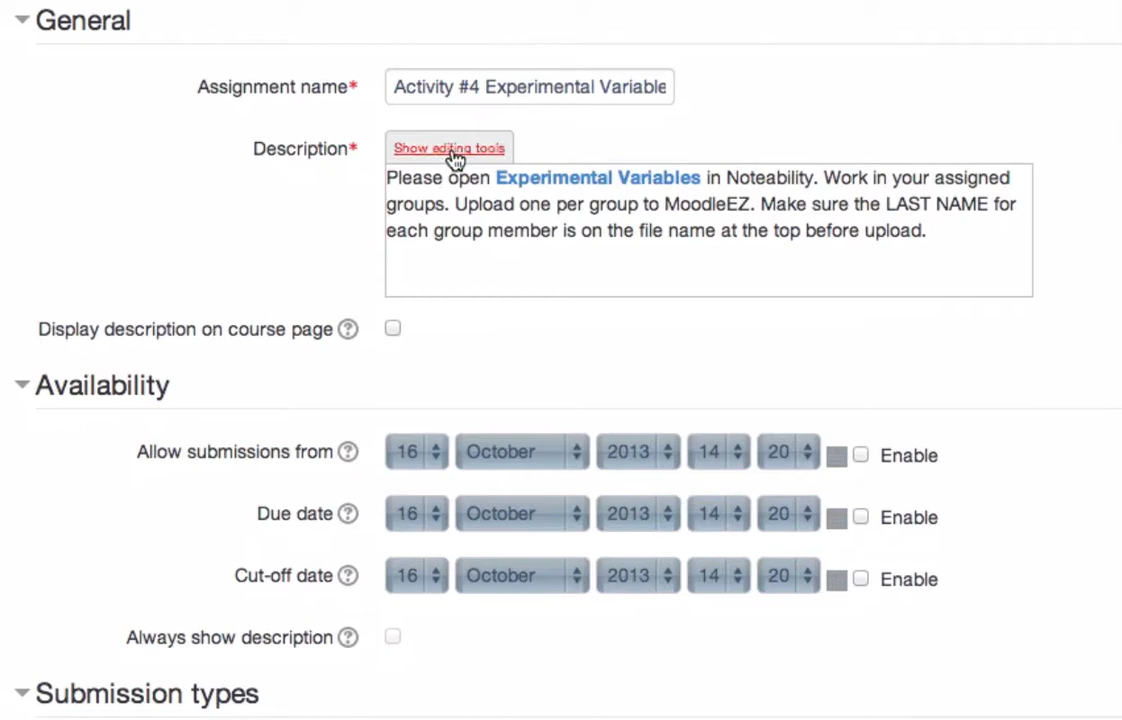 General
Assignment name*
Activity #4 Experimental Variable
Description*
Show editing tools
Please open Experimental Variables in Noteability. Work in your assigned
groups. Upload one per group to MoodleEZ. Make sure the LAST NAME for
each group member is on the file name at the top before upload.
Display description on course page ?
Availability
Allow submissions from ? 16 October 2013 14 20 Enable
Due date ? 16 October 2013 14 20 Enable
Cut-off date ? 16 October 2013 14 20 Enable
Always show description ?
Submission types